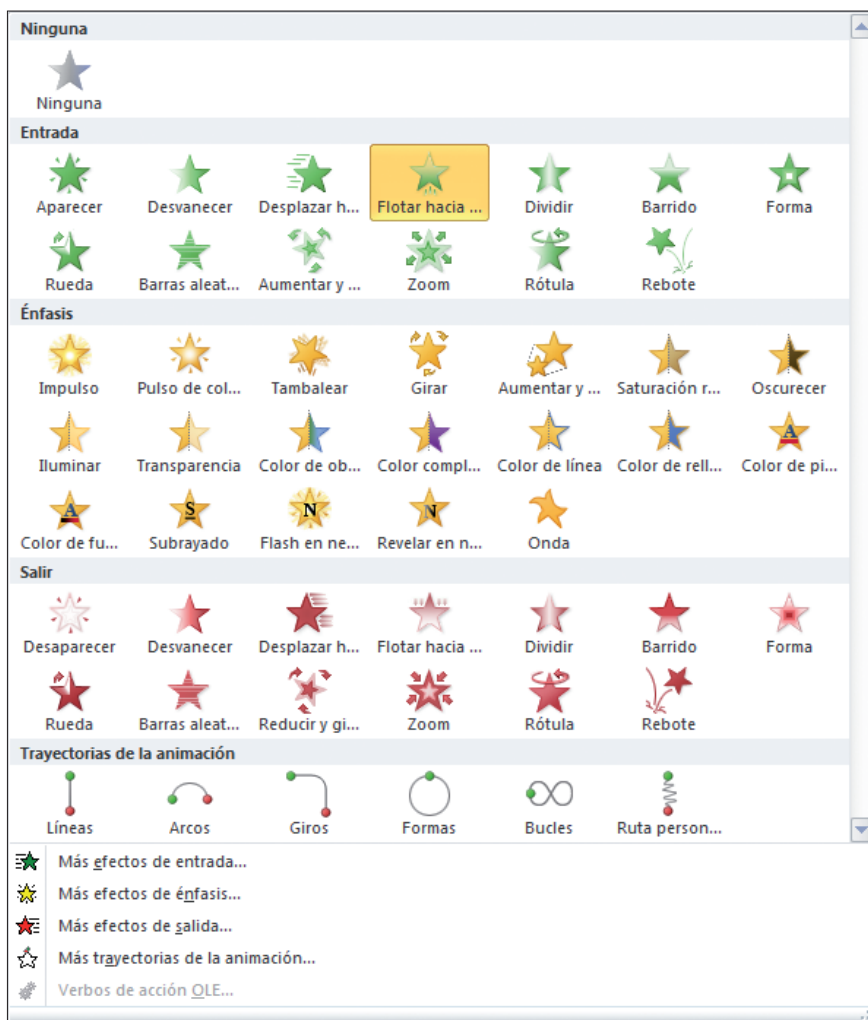 Ninguna
Ninguna
Entrada
Aparecer Desvanecer Desplazar h... Flotar hacia ... Dividir Barrido Forma
Rueda Barras aleat... Aumentar y ... Zoom Rótula Rebote
Énfasis
Impulso Pulso de col... Tambalear Girar Aumentar y ... Saturación r... Oscurecer
Iluminar Transparencia Color de ob... Color compl... Color de línea Color de rell... Color de pi...
Color de fu... Subrayado Flash en ne... Revelar en n... Onda
Salir
Desaparecer Desvanecer Desplazar h... Flotar hacia ... Dividir Barrido Forma
Rueda Barras aleat... Reducir y gi... Zoom Rótula Rebote
Trayectorias de la animación
Líneas Arcos Giros Formas Bucles Ruta person...
Más efectos de entrada...
Más efectos de énfasis...
Más efectos de salida...
Más trayectorias de la animación...
Verbos de acción OLE...